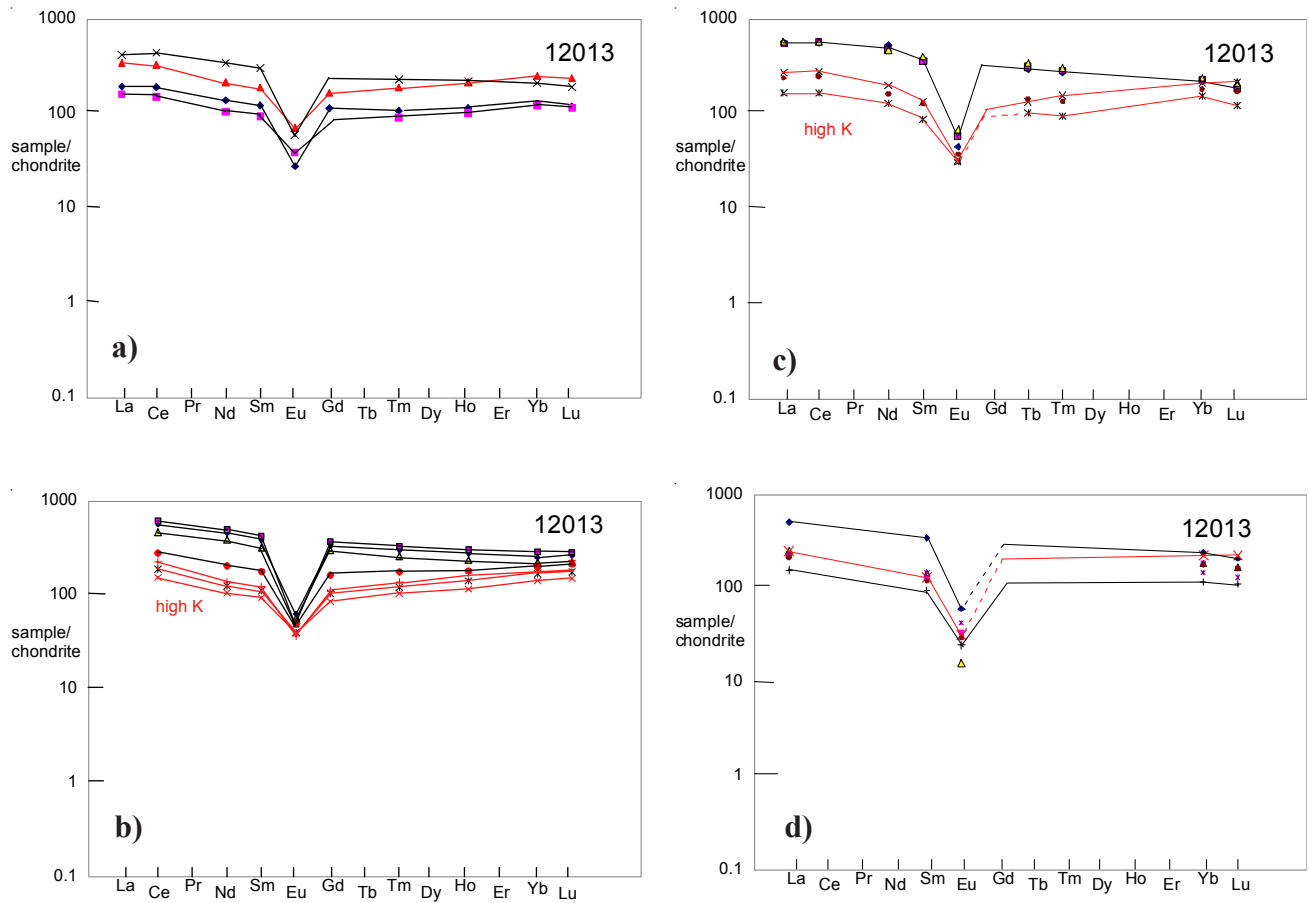 1000
12013
100
sample/
chondrite
10
1
a)
0.1
La Ce Pr Nd Sm Eu Gd Tb Tm Dy Ho Er Yb Lu
1000
12013
100
high K
sample/
chondrite
10
1
c)
0.1
La Ce Pr Nd Sm Eu Gd Tb Tm Dy Ho Er Yb Lu
1000
12013
100
high K
sample/
chondrite
10
1
b)
0.1
La Ce Pr Nd Sm Eu Gd Tb Tm Dy Ho Er Yb Lu
1000
12013
100
sample/
chondrite
10
1
d)
0.1
La Ce Pr Nd Sm Eu Gd Tb Tm Dy Ho Er Yb Lu